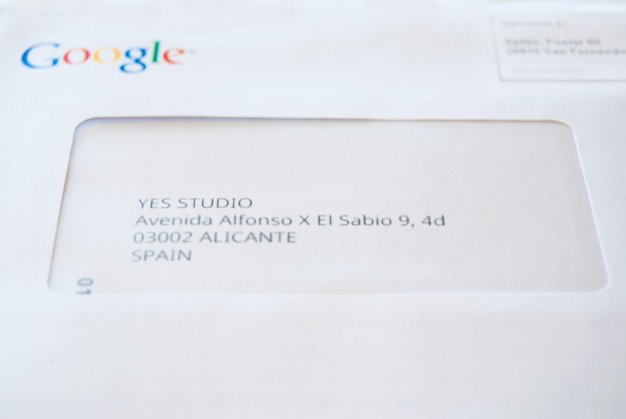 Google
YES STUDIO
Avenida Alfonso X El Sabio 9, 4d
03002 ALICANTE
SPAIN
01